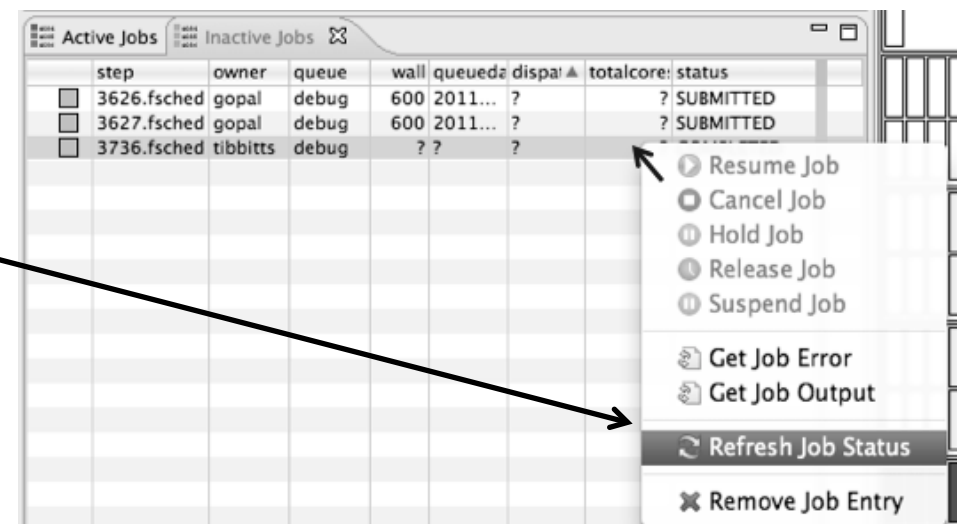 Active Jobs Inactive Jobs
step owner queue wall queueda dispat totalcore: status
3626.fsched gopal debug 600 2011... ? ? SUBMITTED
3627.fsched gopal debug 600 2011... ? ? SUBMITTED
3736.fsched tibbitts debug ? ? ?
Resume Job
Cancel Job
Hold Job
Release Job
Suspend Job
Get Job Error
Get Job Output
Refresh Job Status
Remove Job Entry